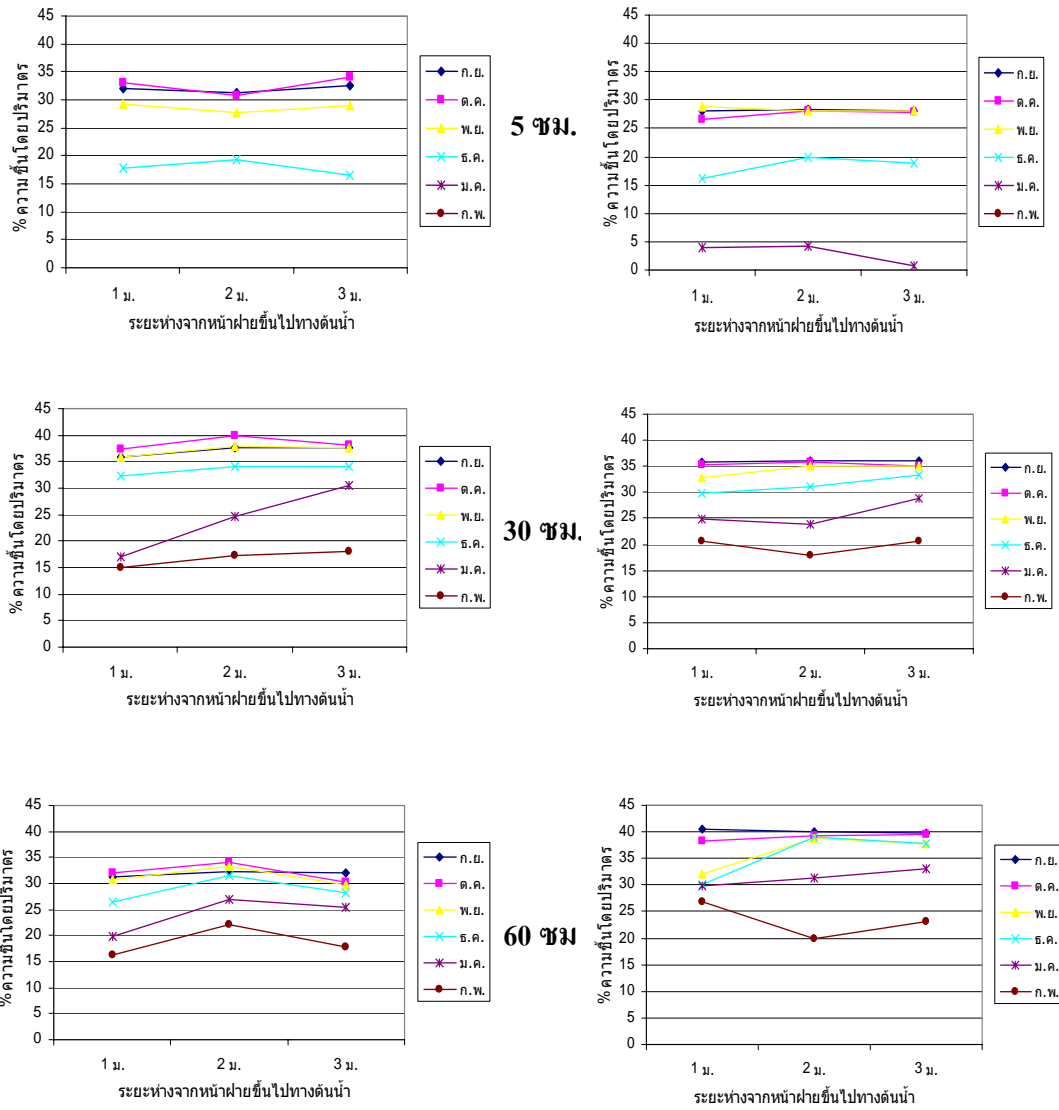 45
40
35
30
25
20
15
10
5
0
%ความชื้นโดยปริมาตร
1 ม. 2 ม. 3 ม.
ระยะห่างจากหน้าฝายขึ้นไปทางต้นน้ำ
ก.ย.
ต.ค.
พ.ย.
ธ.ค.
ม.ค.
ก.พ.
5 ซม.
45
40
35
30
25
20
15
10
5
0
%ความชื้นโดยปริมาตร
1 ม. 2 ม. 3 ม.
ระยะห่างจากหน้าฝายขึ้นไปทางต้นน้ำ
ก.ย.
ต.ค.
พ.ย.
ธ.ค.
ม.ค.
ก.พ.
45
40
35
30
25
20
15
10
5
0
%ความชื้นโดยปริมาตร
1 ม. 2 ม. 3 ม.
ระยะห่างจากหน้าฝายขึ้นไปทางต้นน้ำ
ก.ย.
ต.ค.
พ.ย.
ธ.ค.
ม.ค.
ก.พ.
30 ซม.
45
40
35
30
25
20
15
10
5
0
%ความชื้นโดยปริมาตร
1 ม. 2 ม. 3 ม.
ระยะห่างจากหน้าฝายขึ้นไปทางต้นน้ำ
ก.ย.
ต.ค.
พ.ย.
ธ.ค.
ม.ค.
ก.พ.
45
40
35
30
25
20
15
10
5
0
%ความชื้นโดยปริมาตร
1 ม. 2 ม. 3 ม.
ระยะห่างจากหน้าฝายขึ้นไปทางต้นน้ำ
ก.ย.
ต.ค.
พ.ย.
ธ.ค.
ม.ค.
ก.พ.
60 ซม
45
40
35
30
25
20
15
10
5
0
%ความชื้นโดยปริมาตร
1 ม. 2 ม. 3 ม.
ระยะห่างจากหน้าฝายขึ้นไปทางต้นน้ำ
ก.ย.
ต.ค.
พ.ย.
ธ.ค.
ม.ค.
ก.พ.